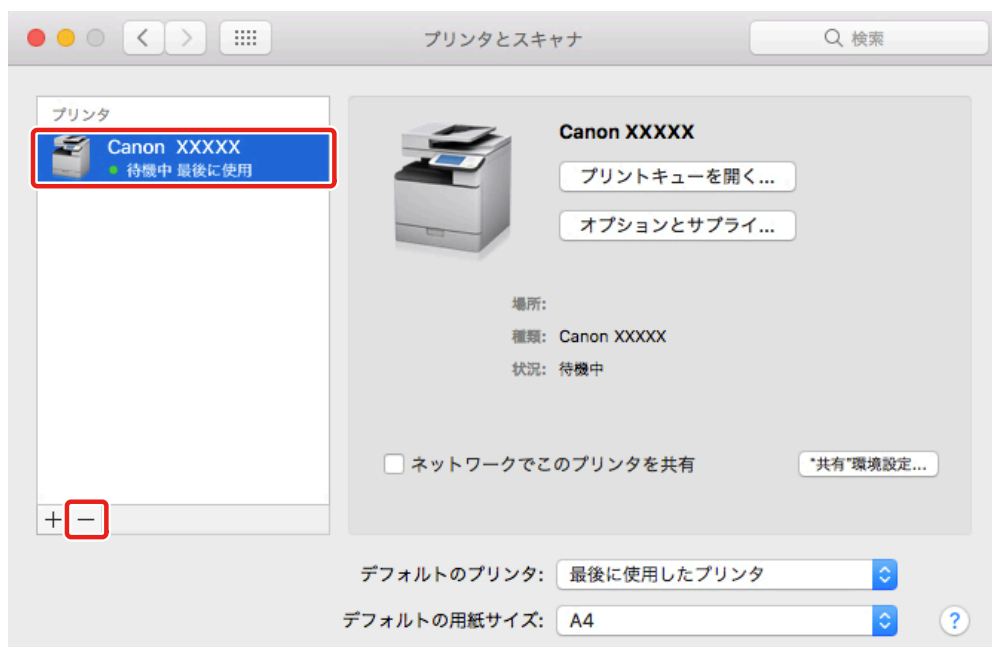 プリンタとスキャナ
検索
プリンタ
Canon XXXXX
待機中 最後に使用
+ −
Canon XXXXX
プリントキューを開く...
オプションとサプライ...
場所:
種類: Canon XXXXX
状況: 待機中
ネットワークでこのプリンタを共有
"共有"環境設定...
デフォルトのプリンタ: 最後に使用したプリンタ
デフォルトの用紙サイズ: A4
?